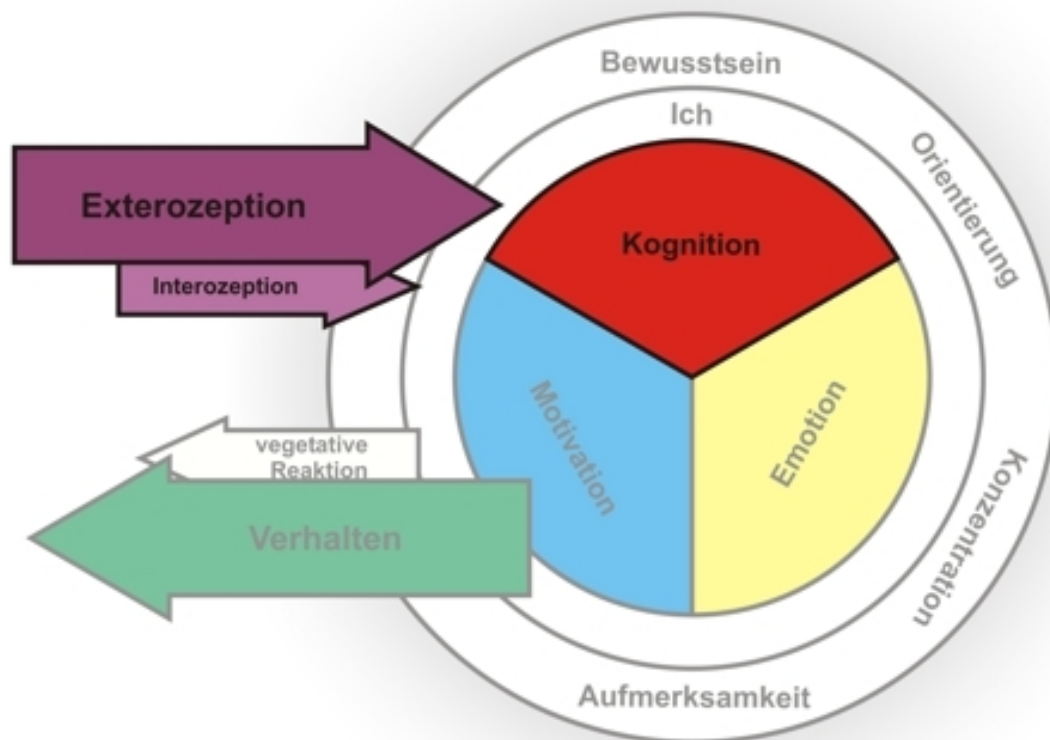 Bewusstsein
Ich
Orientierung
Exterozeption
Kognition
Interozeption
Motivation
Emotion
vegetative
Reaktion
Verhalten
Konzentration
Aufmerksamkeit